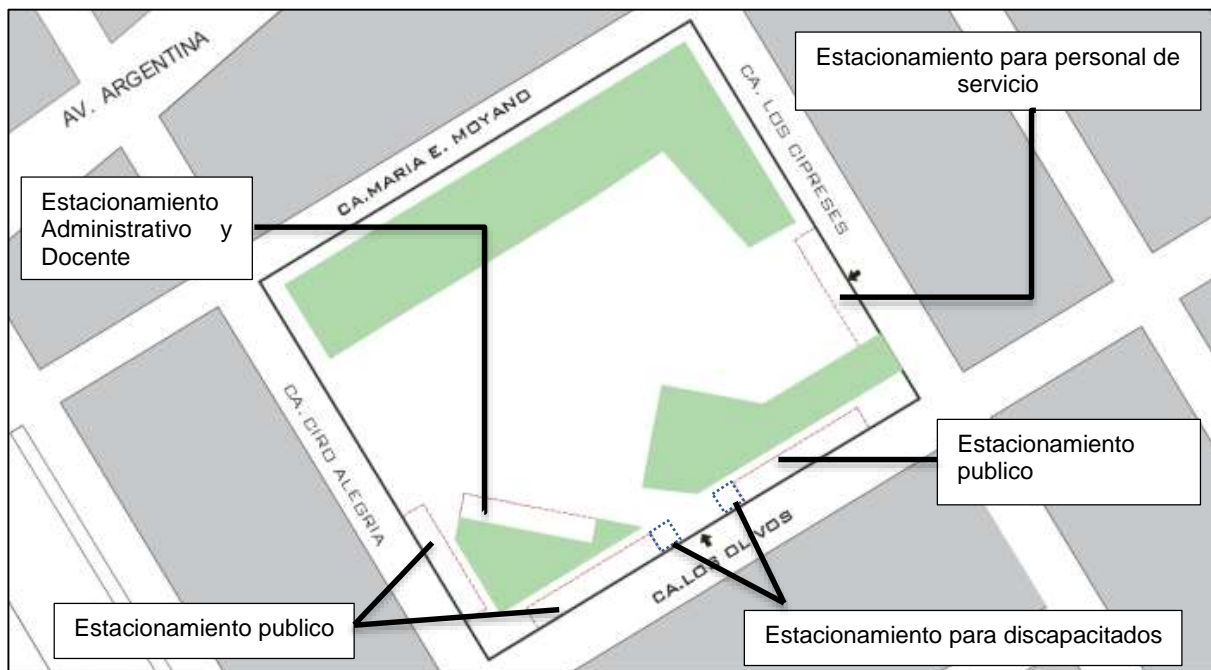 AV. ARGENTINA
CA.MARIA E. MOYANO
CA. LOS CIPRESES
Estacionamiento para personal de
servicio
Estacionamiento
Administrativo y
Docente
CA. CIRO ALEGRIA
Estacionamiento
publico
CA.LOS OLIVOS
Estacionamiento publico
Estacionamiento para discapacitados